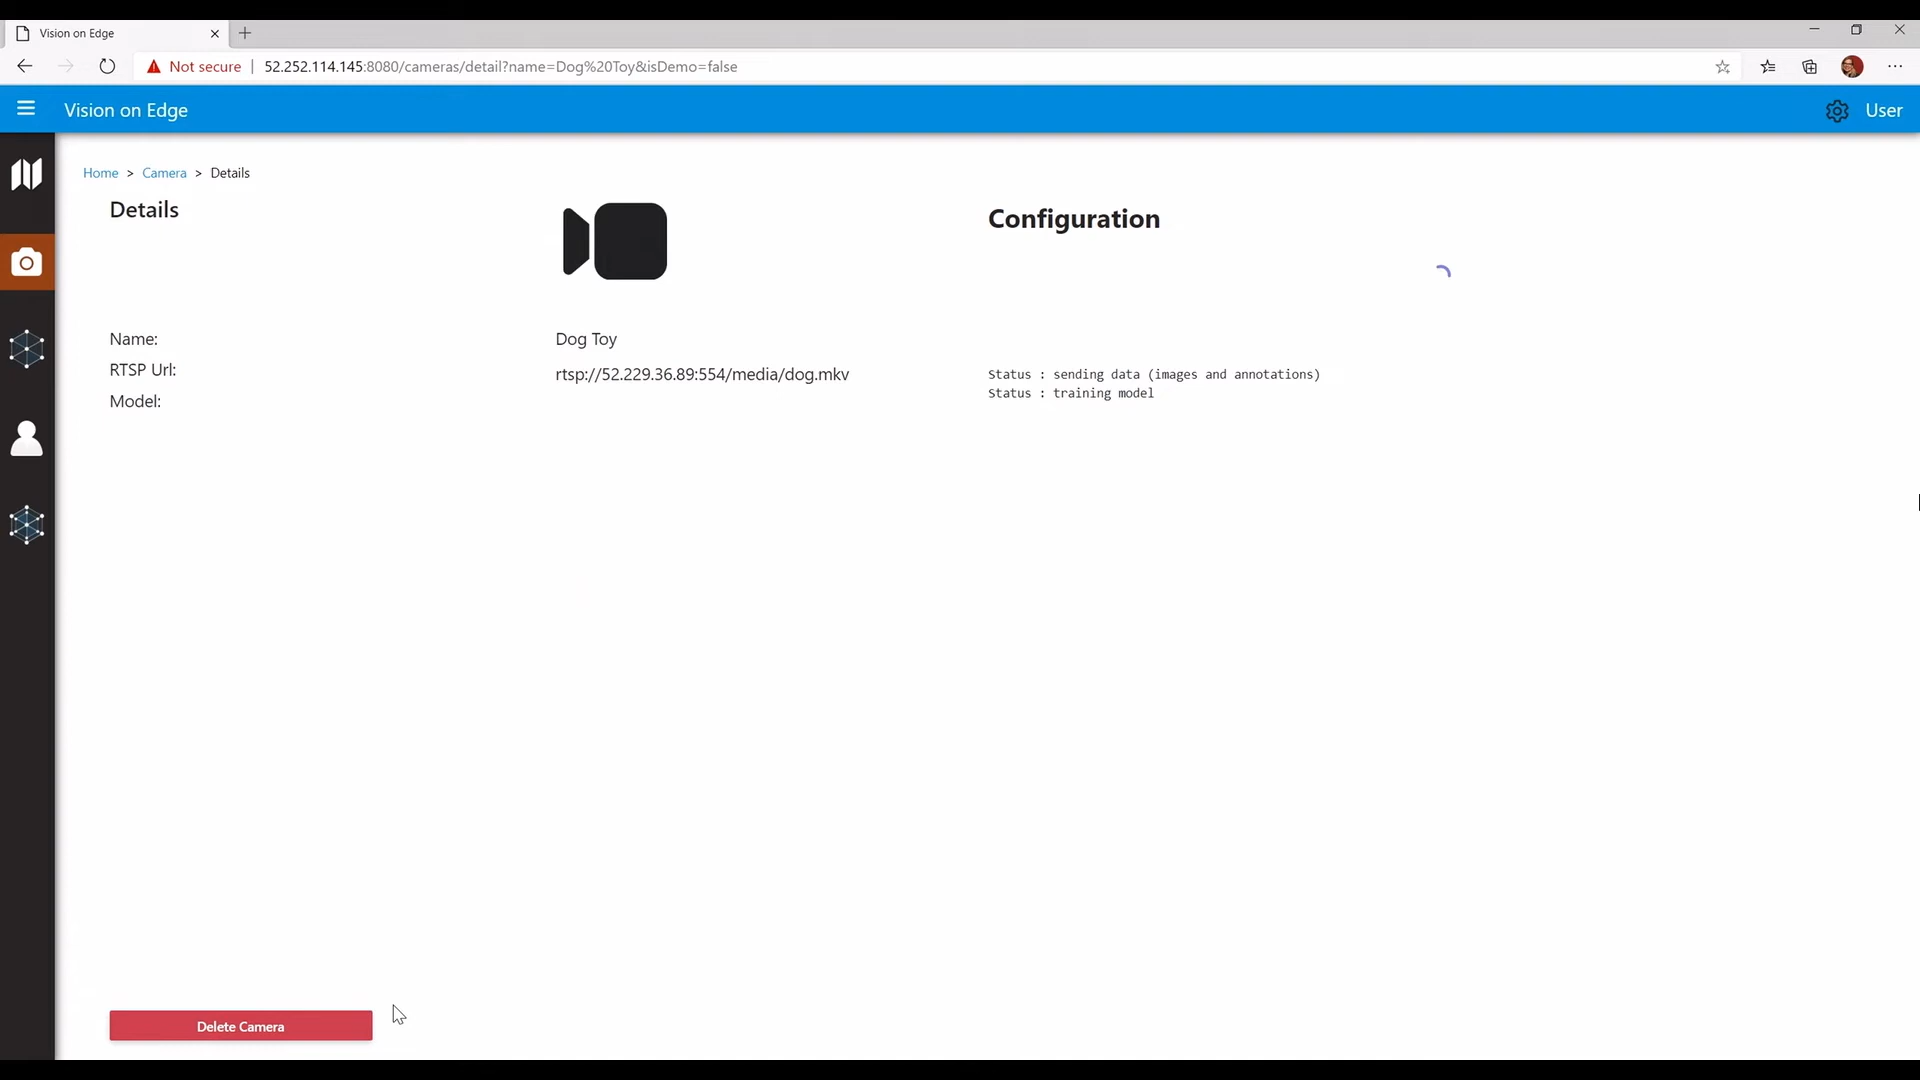 Vision on Edge
Not secure | 52.252.114.145:8080/cameras/detail?name=Dog%20Toy&isDemo=false
Vision on Edge
User
Home > Camera > Details
Details
Configuration
Name:
Dog Toy
RTSP Url:
rtsp://52.229.36.89:554/media/dog.mkv
Model:
Status : sending data (images and annotations)
Status : training model
Delete Camera